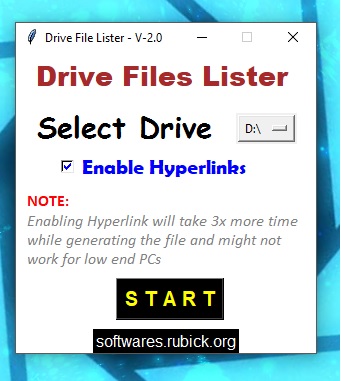 Drive File Lister - V-2.0
Drive Files Lister
Select Drive D:\
Enable Hyperlinks
NOTE:
Enabling Hyperlink will take 3x more time
while generating the file and might not
work for low end PCs
START
softwares.rubick.org